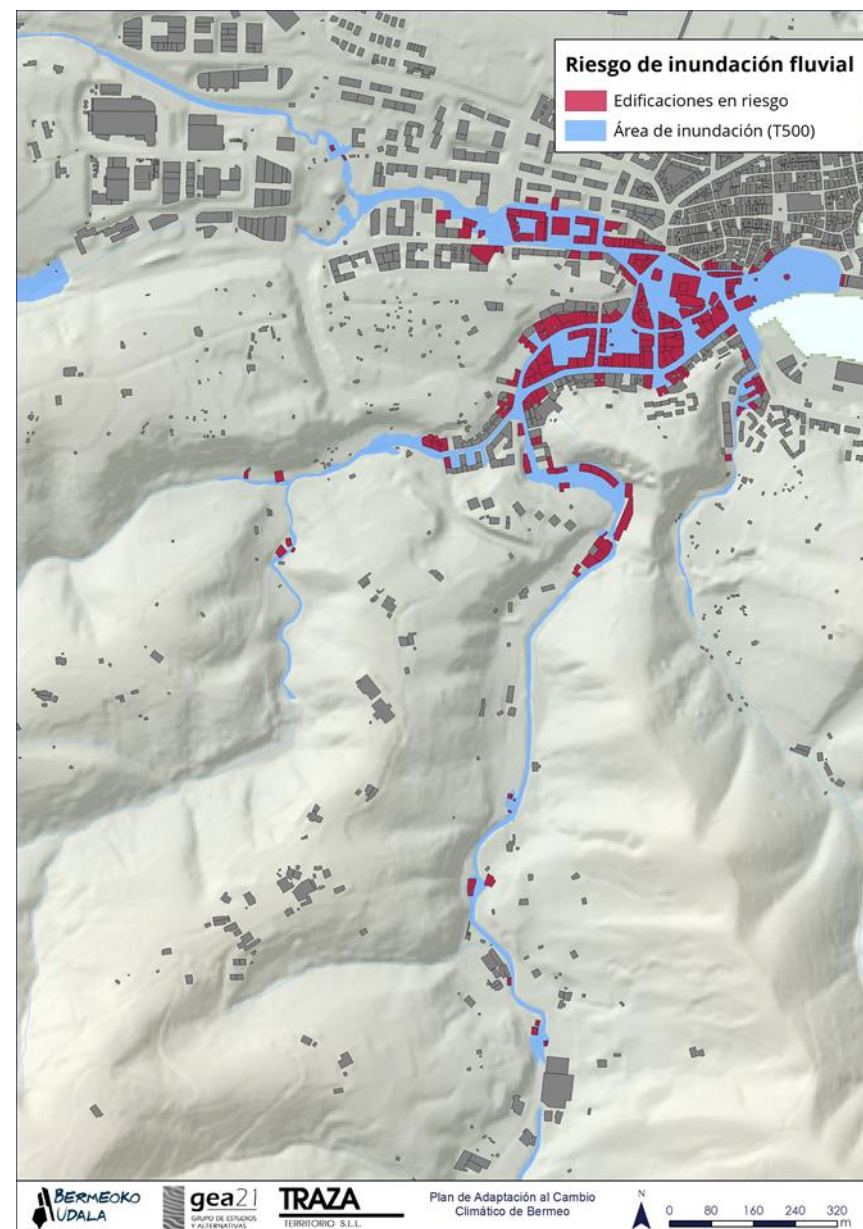 Riesgo de inundación fluvial
Edificaciones en riesgo
Área de inundación (T500)
BERMEOKO
UDALA
gea21
GRUPO DE ESTUDIOS
Y ALTERNATIVAS
TRAZA
TERRITORIO S.L.L.
Plan de Adaptación al Cambio
Climático de Bermeo
N
0 80 160 240 320
m